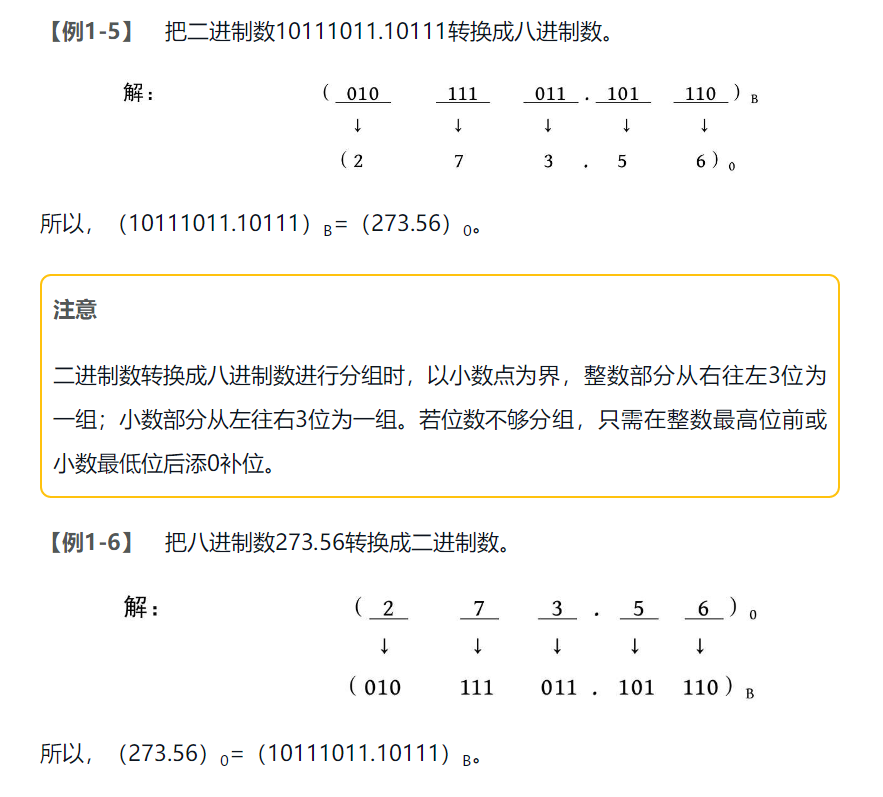 【例1-5】 把二进制数10111011.10111转换成八进制数。
解： （ 010 111 011 . 101 110 ）B
↓ ↓ ↓ ↓ ↓
（ 2 7 3 . 5 6 ）0
所以，（10111011.10111）B=（273.56）0。
注意
二进制数转换成八进制数进行分组时，以小数点为界，整数部分从右往左3位为
一组；小数部分从左往右3位为一组。若位数不够分组，只需在整数最高位前或
小数最低位后添0补位。
【例1-6】 把八进制数273.56转换成二进制数。
解： （ 2 7 3 . 5 6 ）0
↓ ↓ ↓ ↓ ↓
（ 010 111 011 . 101 110 ）B
所以，（273.56）0=（10111011.10111）B。